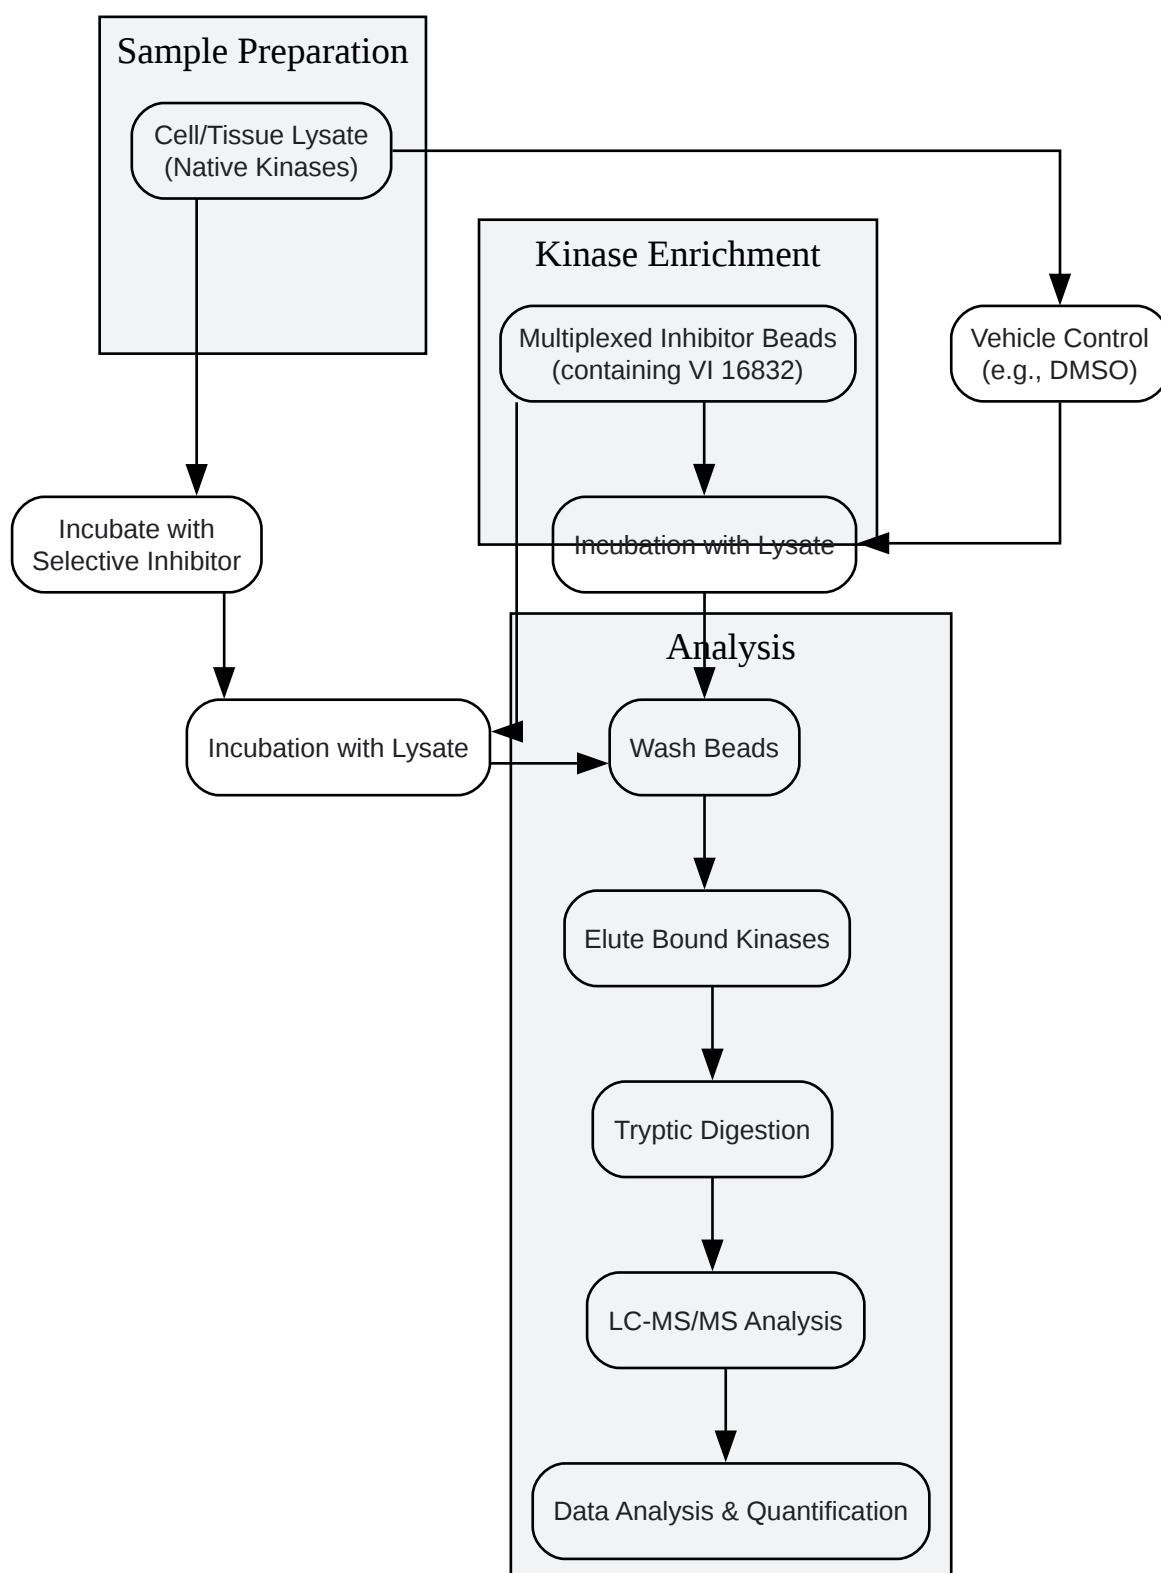 Sample Preparation
Cell/Tissue Lysate
(Native Kinases)
Kinase Enrichment
Multiplexed Inhibitor Beads
(containing VI 16832)
Vehicle Control
(e.g., DMSO)
Incubate with
Selective Inhibitor
Incubation with Lysate
Analysis
Incubation with Lysate
Wash Beads
Elute Bound Kinases
Tryptic Digestion
LC-MS/MS Analysis
Data Analysis & Quantification